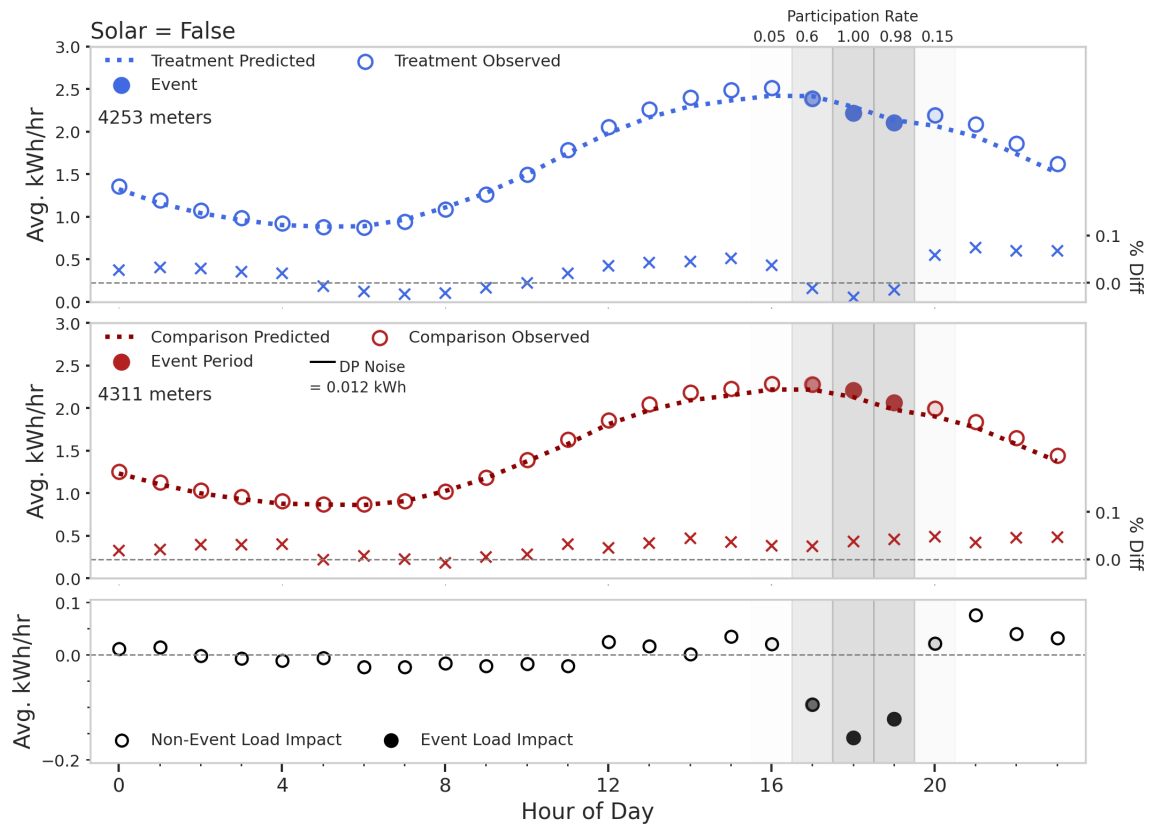 Participation Rate
Solar = False
0.05 0.6 1.00 0.98 0.15
3.0
Treatment Predicted Treatment Observed
Event
4253 meters
2.5
2.0
1.5
1.0
0.5
0.0
Avg. kWh/hr
0.1
0.0
% Diff
3.0
Comparison Predicted Comparison Observed
Event Period DP Noise
= 0.012 kWh
4311 meters
2.5
2.0
1.5
1.0
0.5
0.0
Avg. kWh/hr
0.1
0.0
% Diff
0.1
0.0
−0.2
Avg. kWh/hr
Non-Event Load Impact Event Load Impact
0 4 8 12 16 20
Hour of Day